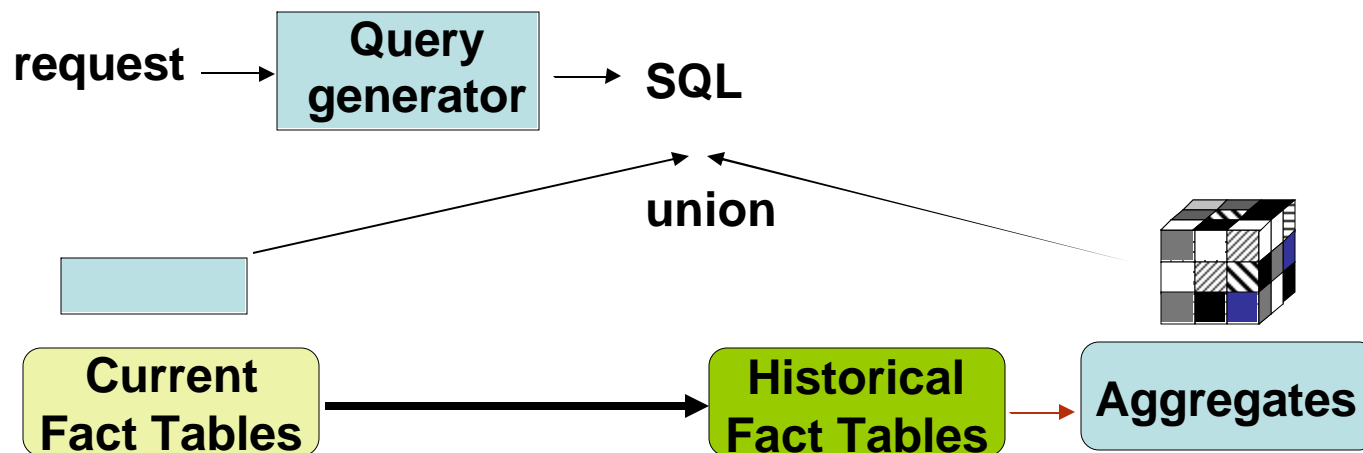 request
Query
generator
SQL
union
Current
Fact Tables
Historical
Fact Tables
Aggregates